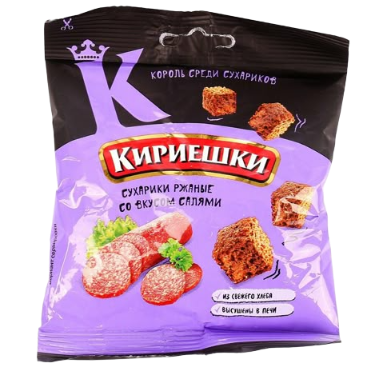 К
КОРОЛЬ СРЕДИ СУХАРИКОВ
КИРИЕШКИ
СУХАРИКИ РЖАНЫЕ
СО ВКУСОМ САЛЯМИ
ИЗ СВЕЖЕГО ХЛЕБА
ВЫСУШЕНЫ В ПЕЧИ